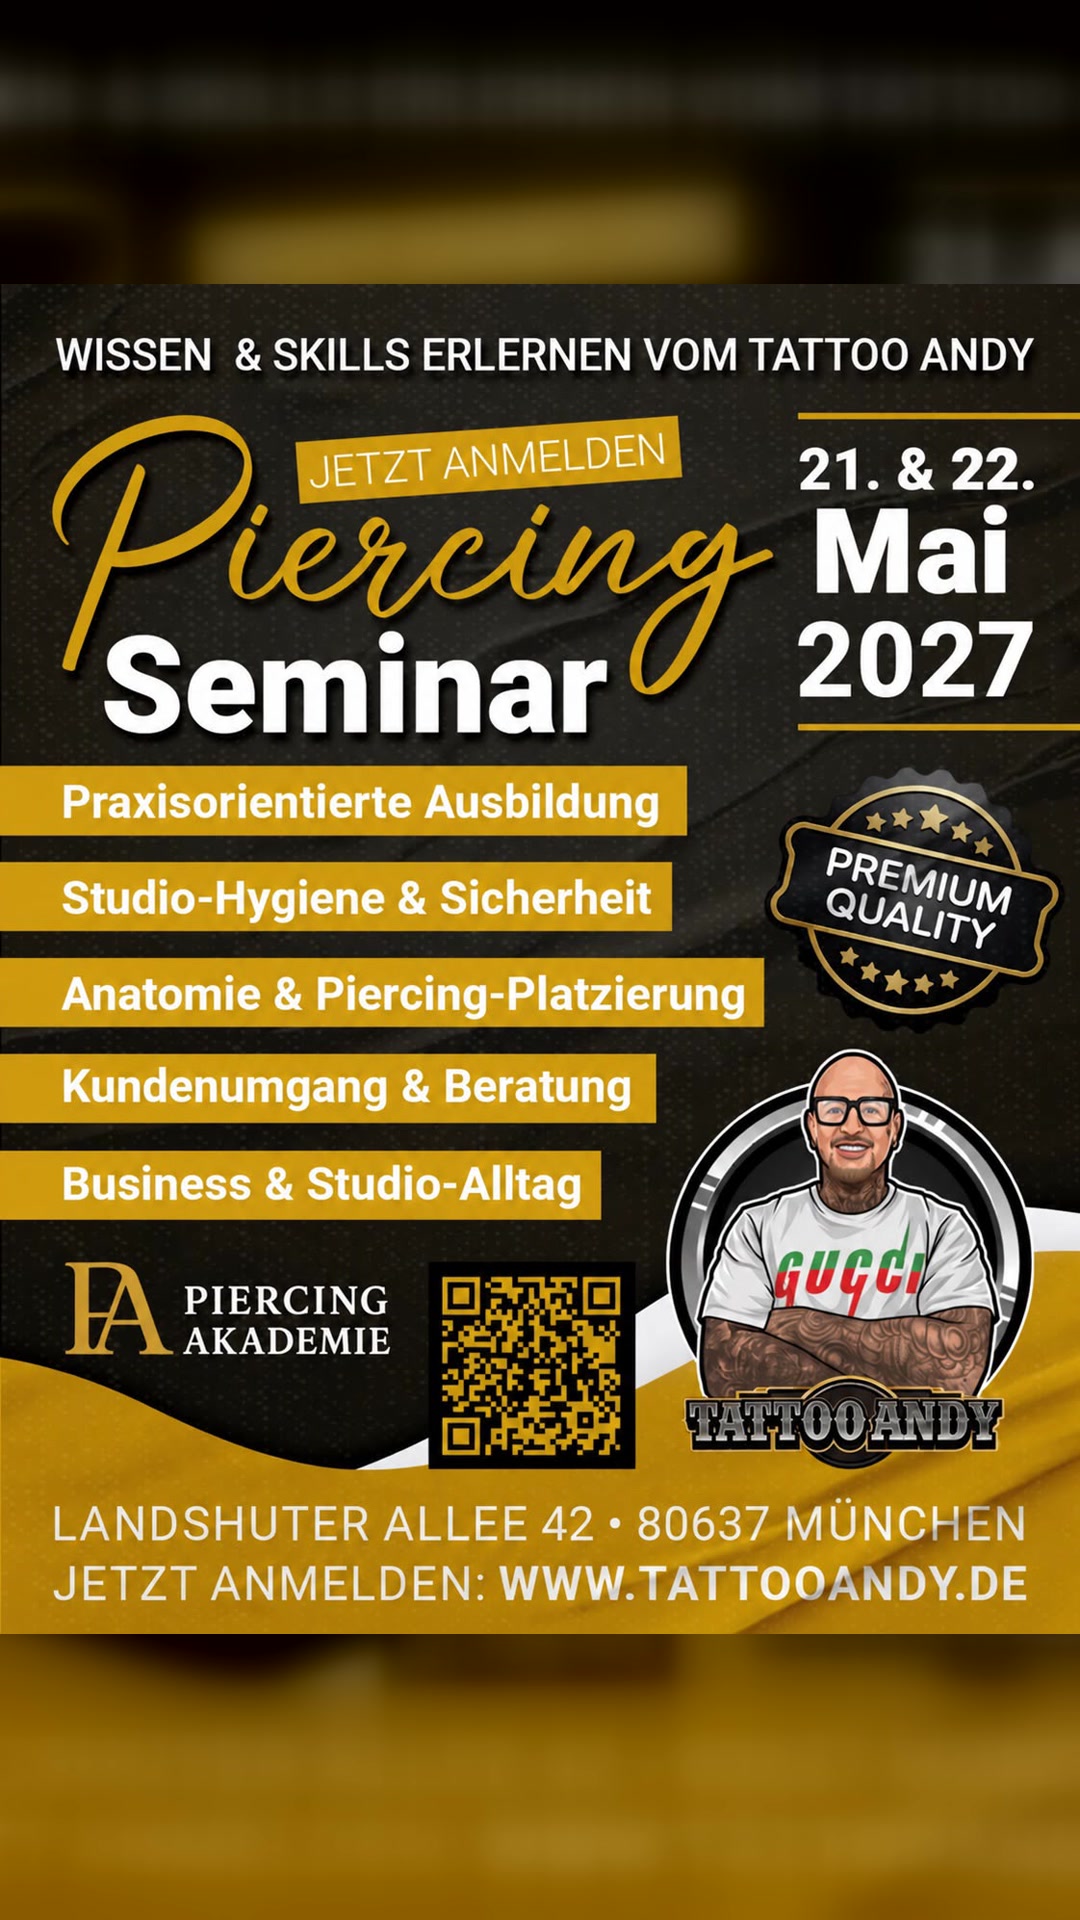 WISSEN & SKILLS ERLERNEN VOM TATTOO ANDY
JETZT ANMELDEN
Piercing
Seminar
21. & 22.
Mai
2027
Praxisorientierte Ausbildung
Studio-Hygiene & Sicherheit
Anatomie & Piercing-Platzierung
Kundenumgang & Beratung
Business & Studio-Alltag
PREMIUM
QUALITY
GUCCI
TATTOO ANDY
PA
PIERCING
AKADEMIE
LANDSHUTER ALLEE 42 • 80637 MÜNCHEN
JETZT ANMELDEN: WWW.TATTOOANDY.DE